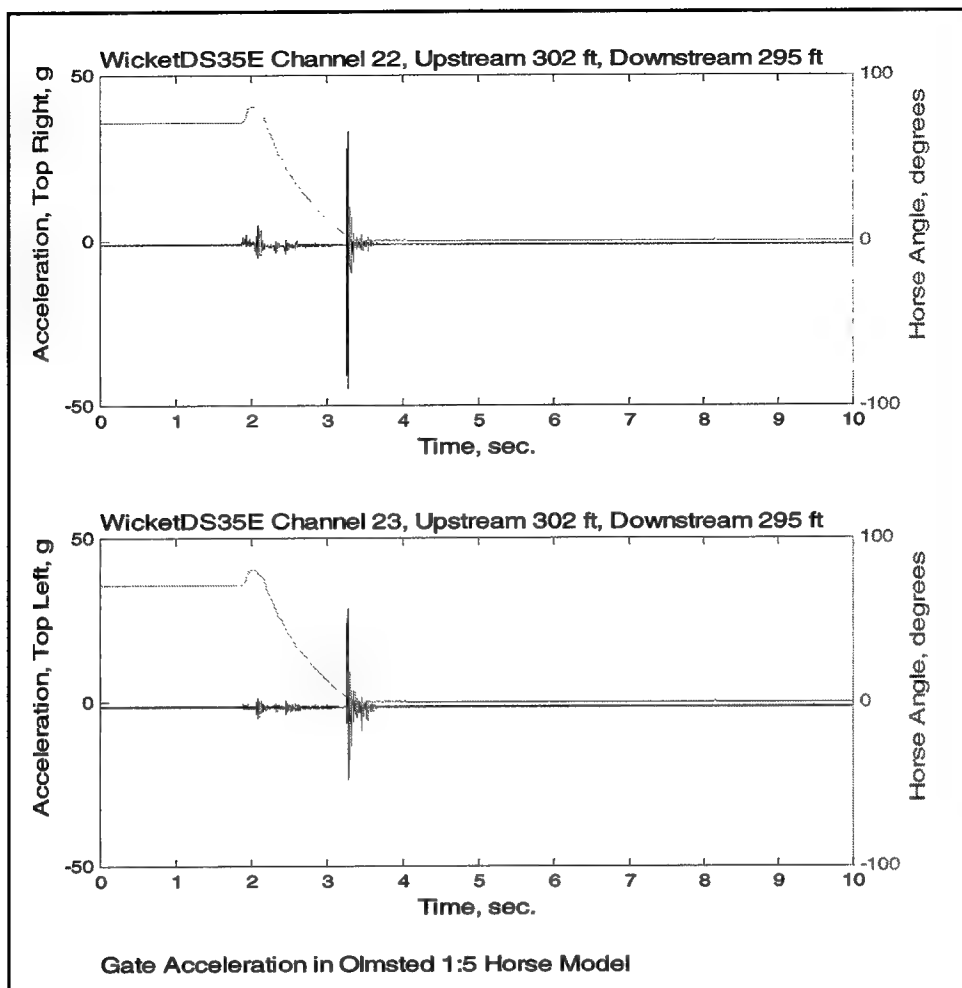 WicketDS35E Channel 22, Upstream 302 ft, Downstream 295 ft
50
0
-50
Acceleration, Top Right, g
100
0
-100
Horse Angle, degrees
0 1 2 3 4 5 6 7 8 9 10
Time, sec.
WicketDS35E Channel 23, Upstream 302 ft, Downstream 295 ft
50
0
-50
Acceleration, Top Left, g
100
0
-100
Horse Angle, degrees
0 1 2 3 4 5 6 7 8 9 10
Time, sec.
Gate Acceleration in Olmsted 1:5 Horse Model